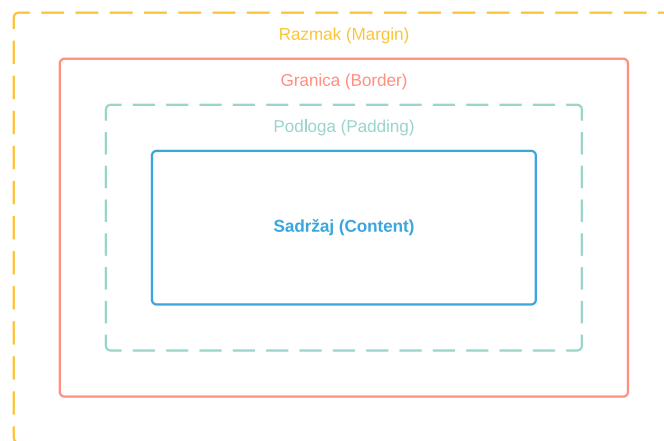 Razmak (Margin)
Granica (Border)
Podloga (Padding)
Sadržaj (Content)